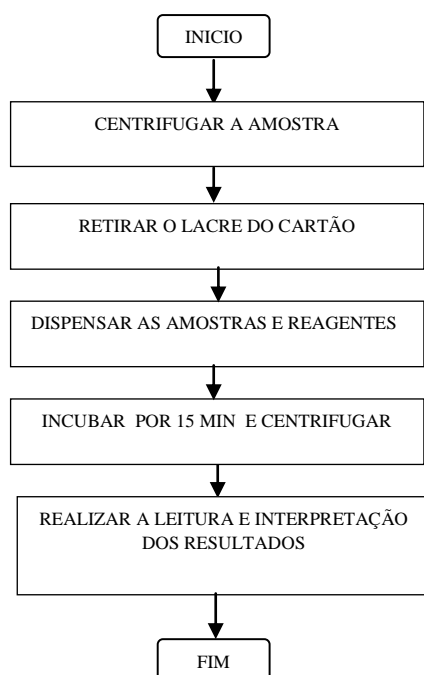 INICIO
CENTRIFUGAR A AMOSTRA
RETIRAR O LACRE DO CARTÃO
DISPENSAR AS AMOSTRAS E REAGENTES
INCUBAR POR 15 MIN E CENTRIFUGAR
REALIZAR A LEITURA E INTERPRETAÇÃO
DOS RESULTADOS
FIM